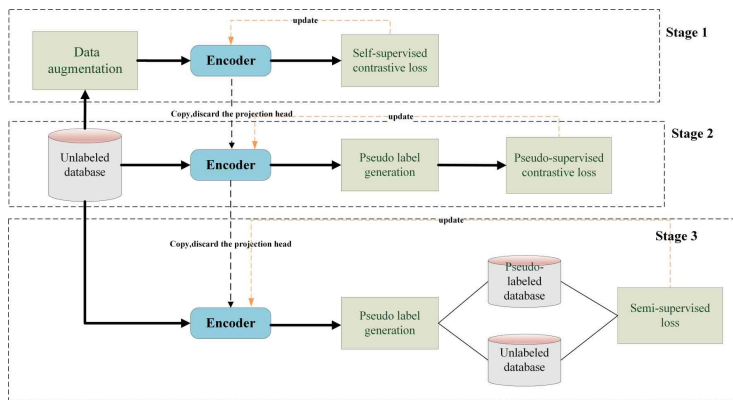 update
Stage 1
Data
augmentation
Encoder
Self-supervised
contrastive loss
Copy,discard the projection head
update
Stage 2
Unlabeled
database
Encoder
Pseudo label
generation
Pseudo-supervised
contrastive loss
update
Stage 3
Copy,discard the projection head
Pseudo-
labeled
database
Encoder
Pseudo label
generation
Semi-supervised
loss
Unlabeled
database